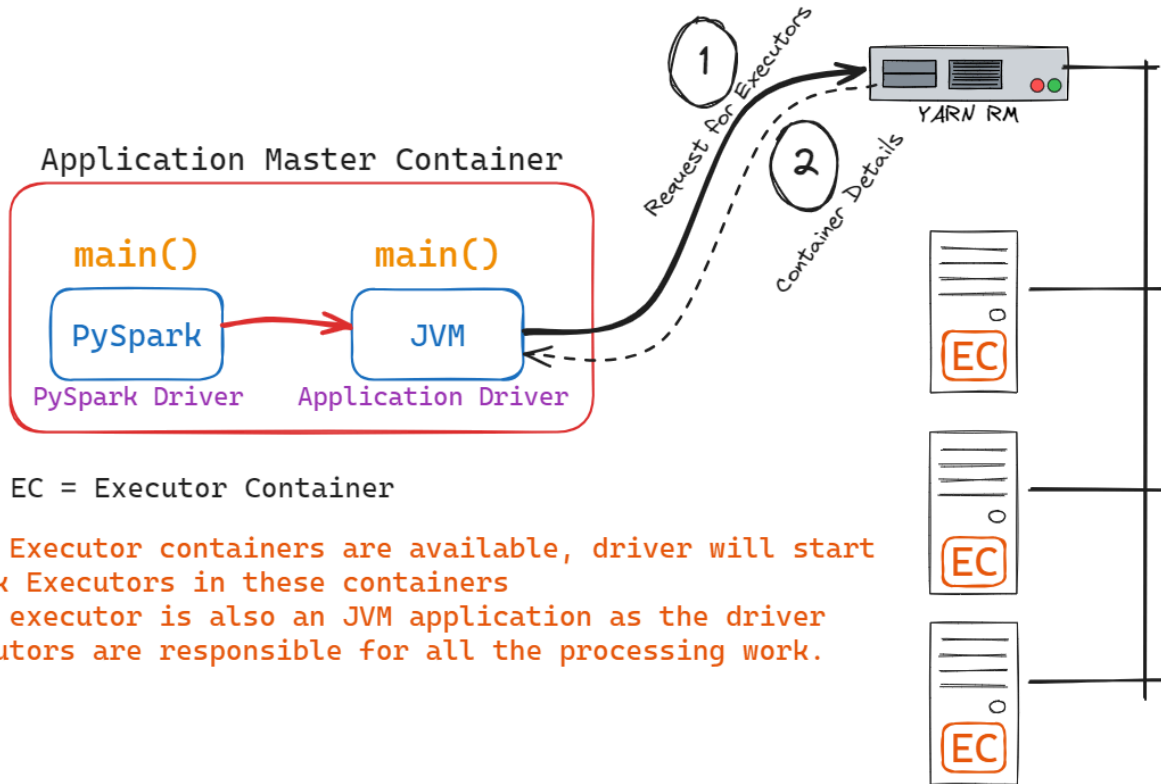 1
Request for Executors
2
Container Details
YARN RM
Application Master Container
main()
main()
PySpark
JVM
PySpark Driver
Application Driver
EC
EC
EC
EC = Executor Container
Executor containers are available, driver will start
Executors in these containers
executor is also an JVM application as the driver
are responsible for all the processing work.